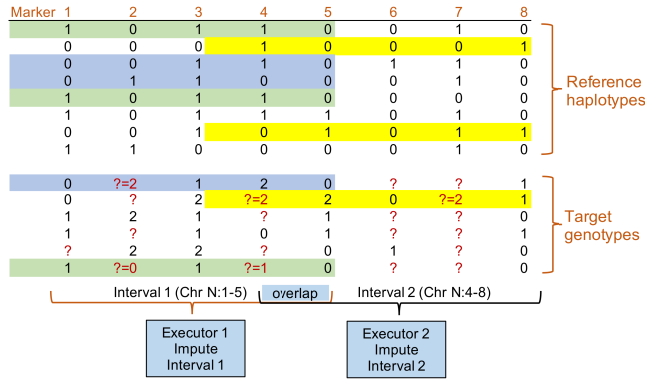 Marker 1 2 3 4 5 6 7 8
1 0 1 1 0 0 1 0
0 0 0 1 0 0 0 1
0 0 1 1 0 1 1 0
0 1 1 0 0 0 1 0
1 0 1 1 0 0 0 0
1 0 1 1 1 0 1 0
0 0 1 0 1 0 1 1
1 1 0 0 0 0 1 0
Reference
haplotypes
0 ?=2 1 2 0 ? ? 1
0 ? 2 ?=2 2 0 ?=2 1
1 2 1 ? 1 ? ? 0
1 ? 1 0 1 ? ? 1
? 2 2 ? 0 1 ? 0
1 ?=0 1 ?=1 0 ? ? 0
Target
genotypes
Interval 1 (Chr N:1-5) overlap Interval 2 (Chr N:4-8)
Executor 1
Impute
Interval 1
Executor 2
Impute
Interval 2